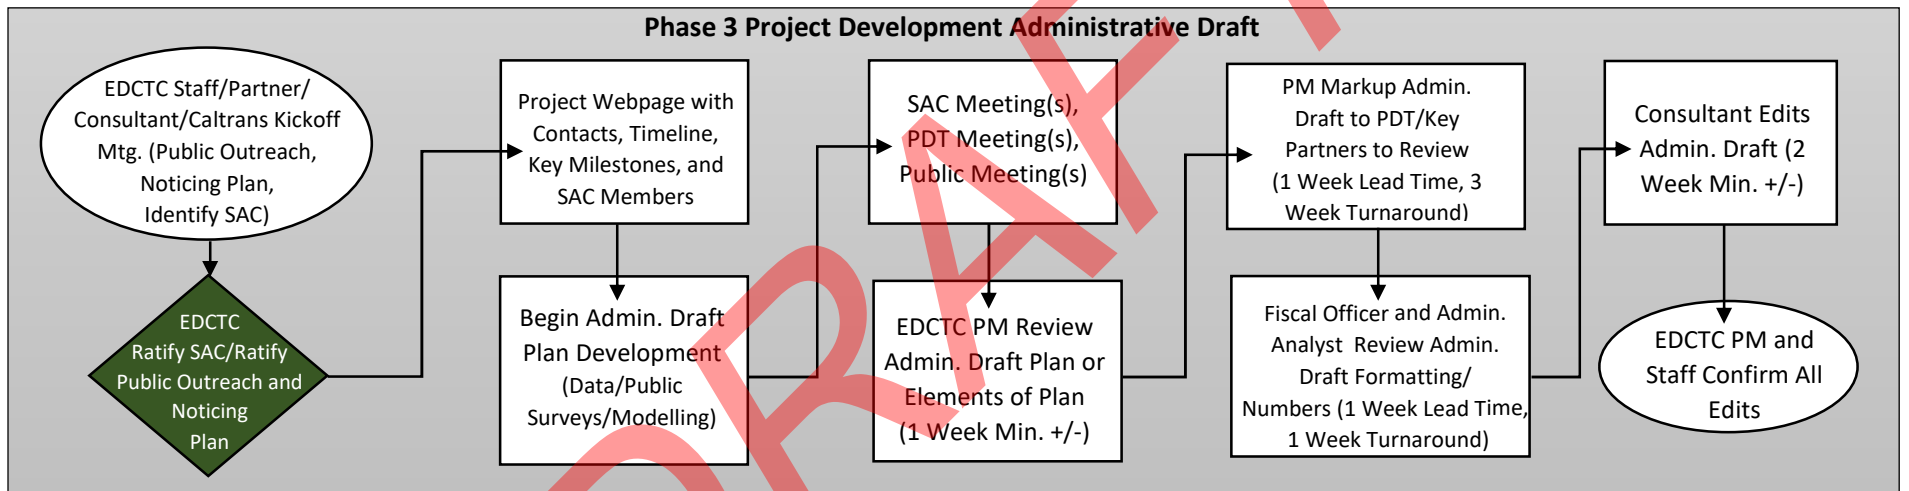 Phase 3 Project Development Administrative Draft
EDCTC Staff/Partner/
Consultant/Caltrans Kickoff
Mtg. (Public Outreach,
Noticing Plan,
Identify SAC)
EDCTC
Ratify SAC/Ratify
Public Outreach and
Noticing
Plan
Project Webpage with
Contacts, Timeline,
Key Milestones, and
SAC Members
Begin Admin. Draft
Plan Development
(Data/Public
Surveys/Modelling)
SAC Meeting(s),
PDT Meeting(s),
Public Meeting(s)
EDCTC PM Review
Admin. Draft Plan or
Elements of Plan
(1 Week Min. +/-)
PM Markup Admin.
Draft to PDT/Key
Partners to Review
(1 Week Lead Time, 3
Week Turnaround)
Fiscal Officer and Admin.
Analyst Review Admin.
Draft Formatting/
Numbers (1 Week Lead Time,
1 Week Turnaround)
Consultant Edits
Admin. Draft (2
Week Min. +/-)
EDCTC PM and
Staff Confirm All
Edits
DRAFT